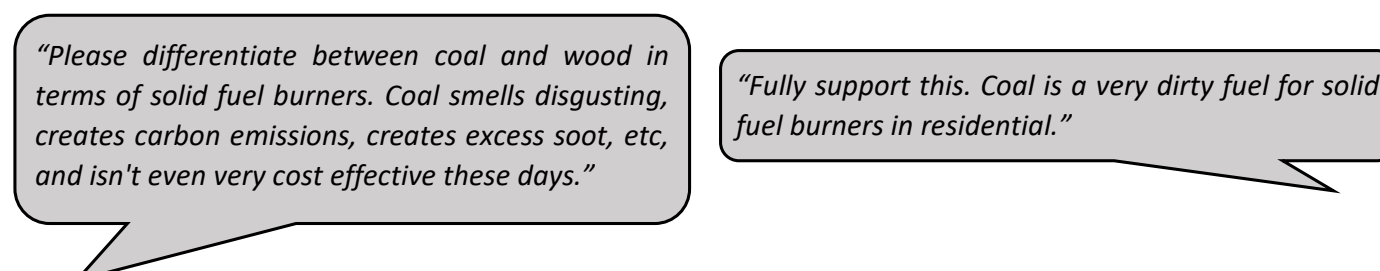 “Please differentiate between coal and wood in
terms of solid fuel burners. Coal smells disgusting,
creates carbon emissions, creates excess soot, etc,
and isn't even very cost effective these days.”
“Fully support this. Coal is a very dirty fuel for solid
fuel burners in residential.”